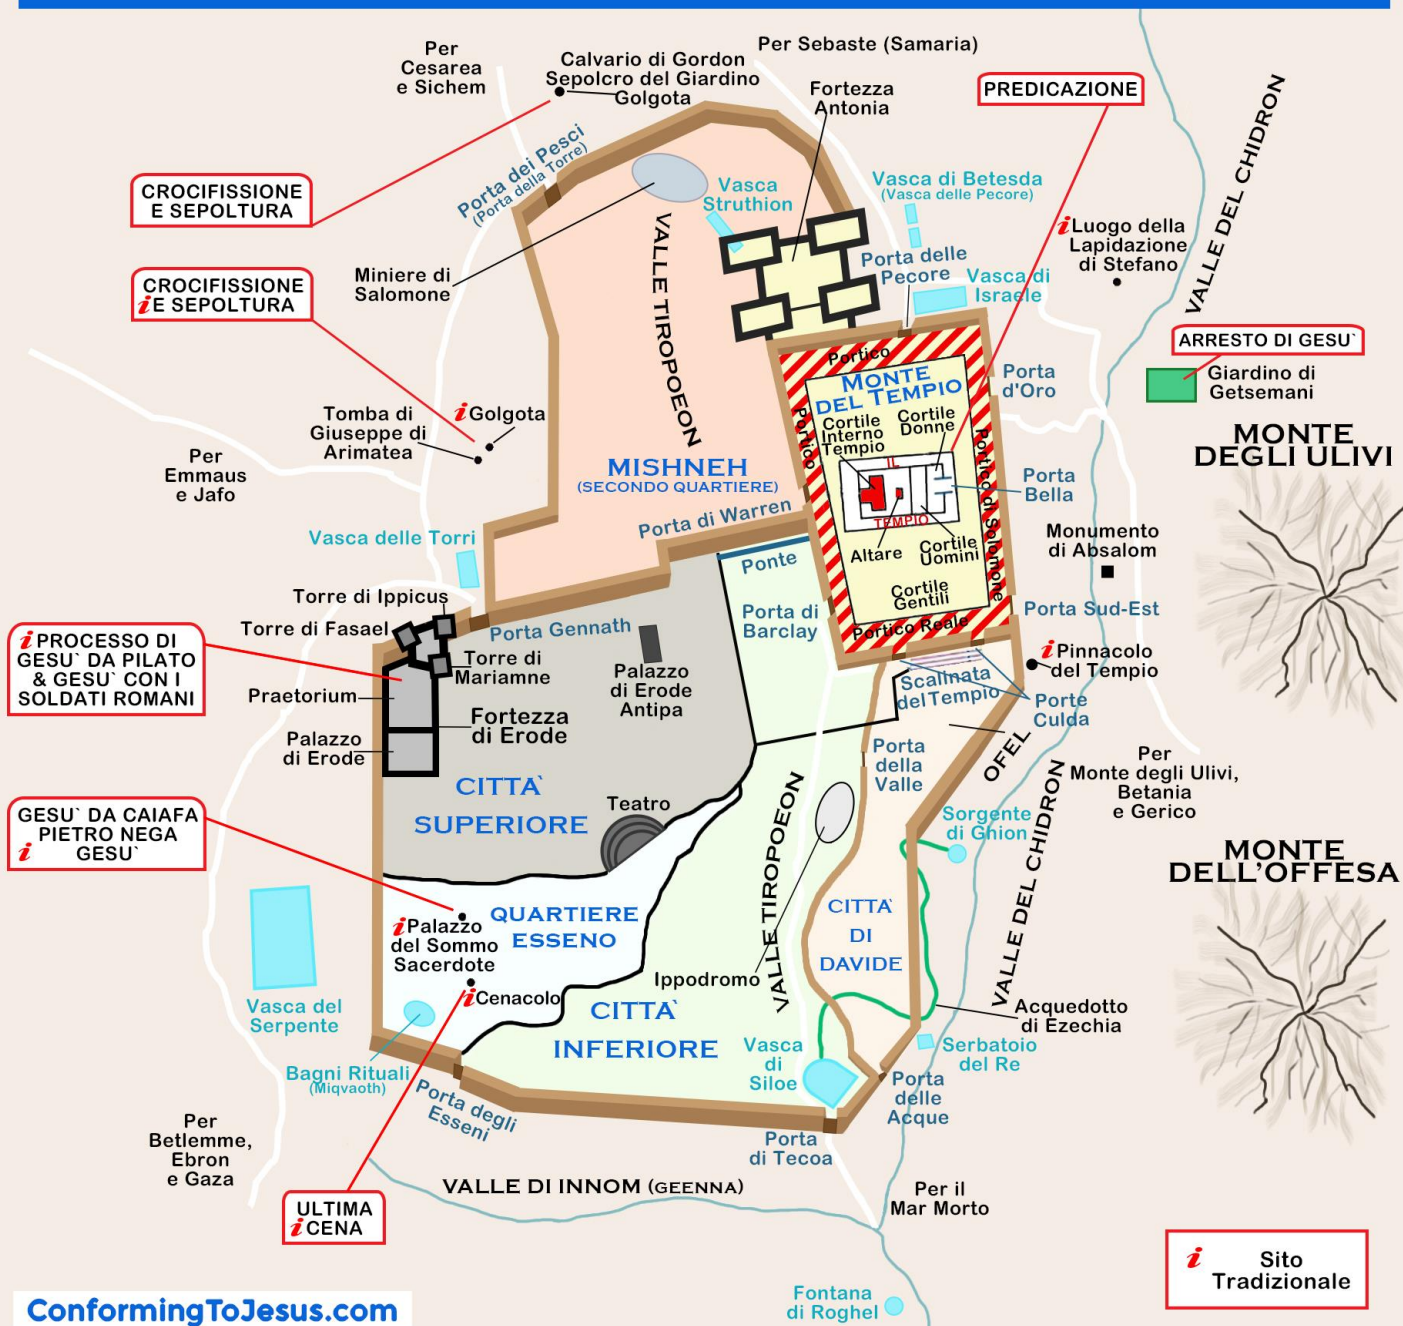 Per
Cesarea
e Sichem
Calvario di Gordon
Sepolcro del Giardino
Golgota
Per Sebaste (Samaria)
Fortezza
Antonia
PREDICAZIONE
VALLE DEL CHIDRON
Porta dei Pesci
(Porta della Torre)
CROCIFISSIONE
E SEPOLTURA
Vasca
Struthion
Vasca di Betesda
(Vasca delle Pecore)
i Luogo della
Lapidazione
di Stefano
VALLE TIROPOEON
Porta delle
Pecore
Vasca di
Israele
Miniere di
Salomone
CROCIFISSIONE
i E SEPOLTURA
ARRESTO DI GESU`
Giardino di
Getsemani
Portico
MONTE
DEL TEMPIO
Porta
d'Oro
Portico
Cortile
Interno
Tempio
Cortile
Donne
Portico di Solomone
Tomba di
Giuseppe di
Arimatea
i Golgota
MONTE
DEGLI ULIVI
Per
Emmaus
e Jafo
MISHNEH
(SECONDO QUARTIERE)
IL
TEMPIO
Porta
Bella
Porta di Warren
Vasca delle Torri
Altare
Cortile
Uomini
Monumento
di Absalom
Ponte
Cortile
Gentili
Torre di Ippicus
Torre di Fasael
Porta Gennath
Porta di
Barclay
Portico Reale
Porta Sud-Est
i PROCESSO DI
GESU` DA PILATO
& GESU` CON I
SOLDATI ROMANI
Torre di
Mariamne
Praetorium
Palazzo
di Erode
Antipa
Scalinata
del Tempio
i Pinnacolo
del Tempio
Porte
Culda
Fortezza
di Erode
Palazzo
di Erode
Porta
della
Valle
OFEL
Per
Monte degli Ulivi,
Betania
e Gerico
CITTA`
SUPERIORE
Teatro
VALLE TIROPOEON
Sorgente
di Ghion
VALLE DEL CHIDRON
MONTE
DELL'OFFESA
GESU` DA CAIAFA
PIETRO NEGA
i GESU`
QUARTIERE
ESSENO
i Palazzo
del Sommo
Sacerdote
CITTA`
DI
DAVIDE
Ippodromo
i Cenacolo
Vasca del
Serpente
CITTA`
INFERIORE
Acquedotto
di Ezechia
Vasca
di
Siloe
Serbatoio
del Re
Bagni Rituali
(Miqvaoth)
Porta degli
Esseni
Porta
delle
Acque
Per
Betlemme,
Ebron
e Gaza
Porta
di Tecoa
VALLE DI INNOM (GEENNA)
Per il
Mar Morto
ULTIMA
i CENA
i Sito
Tradizionale
Fontana
di Roghel
ConformingToJesus.com